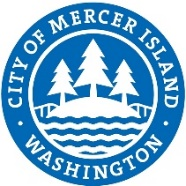 CITY OF MERCER ISLAND
WASHINGTON